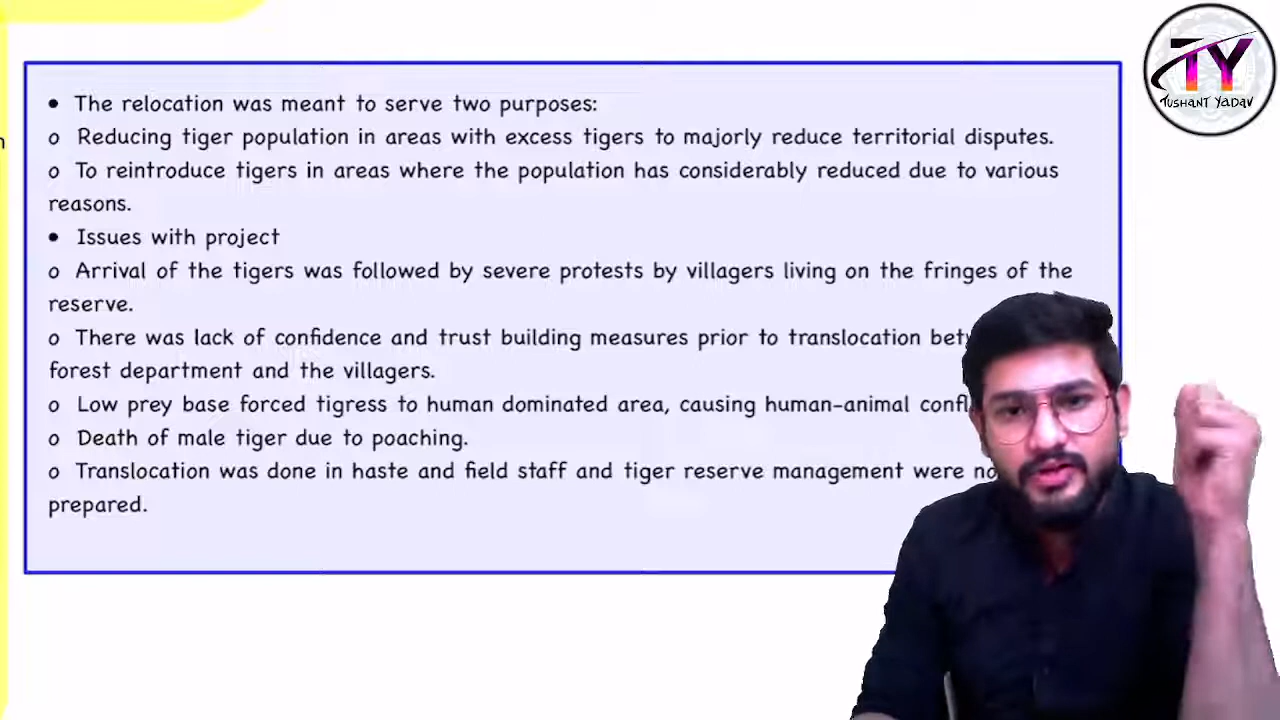 • The relocation was meant to serve two purposes:
o Reducing tiger population in areas with excess tigers to majorly reduce territorial disputes.
o To reintroduce tigers in areas where the population has considerably reduced due to various
reasons.
• Issues with project
o Arrival of the tigers was followed by severe protests by villagers living on the fringes of the
reserve.
o There was lack of confidence and trust building measures prior to translocation
forest department and the villagers.
o Low prey base forced tigress to human dominated area, causing human-animal
o Death of male tiger due to poaching.
o Translocation was done in haste and field staff and tiger reserve management were
prepared.
TY
TUSHANT YADAV